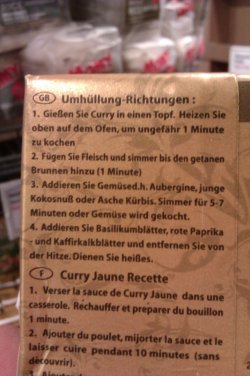 GB Umhüllung-Richtungen :
1. Gießen Sie Curry in einen Topf. Heizen Sie
oben auf dem Ofen, um ungefähr 1 Minute
zu kochen
2. Fügen Sie Fleisch und simmer bis den getanen
Brunnen hinzu (1 Minute)
3. Addieren Sie Gemüsed.h. Aubergine, junge
Kokosnuß oder Asche Kürbis. Simmer für 5-7
Minuten oder Gemüse wird gekocht.
4. Addieren Sie Basilikumblätter, rote Paprika
- und Kaffirkalkblätter und entfernen Sie von
der Hitze. Dienen Sie heißes.
F Curry Jaune Recette
1. Verser la sauce de Curry Jaune dans une
casserole. Rechauffer et preparer du bouillon
1 minute.
2. Ajouter du poulet, mijorter la sauce et le
laisser cuire pendant 10 minutes (sans
découvrir).